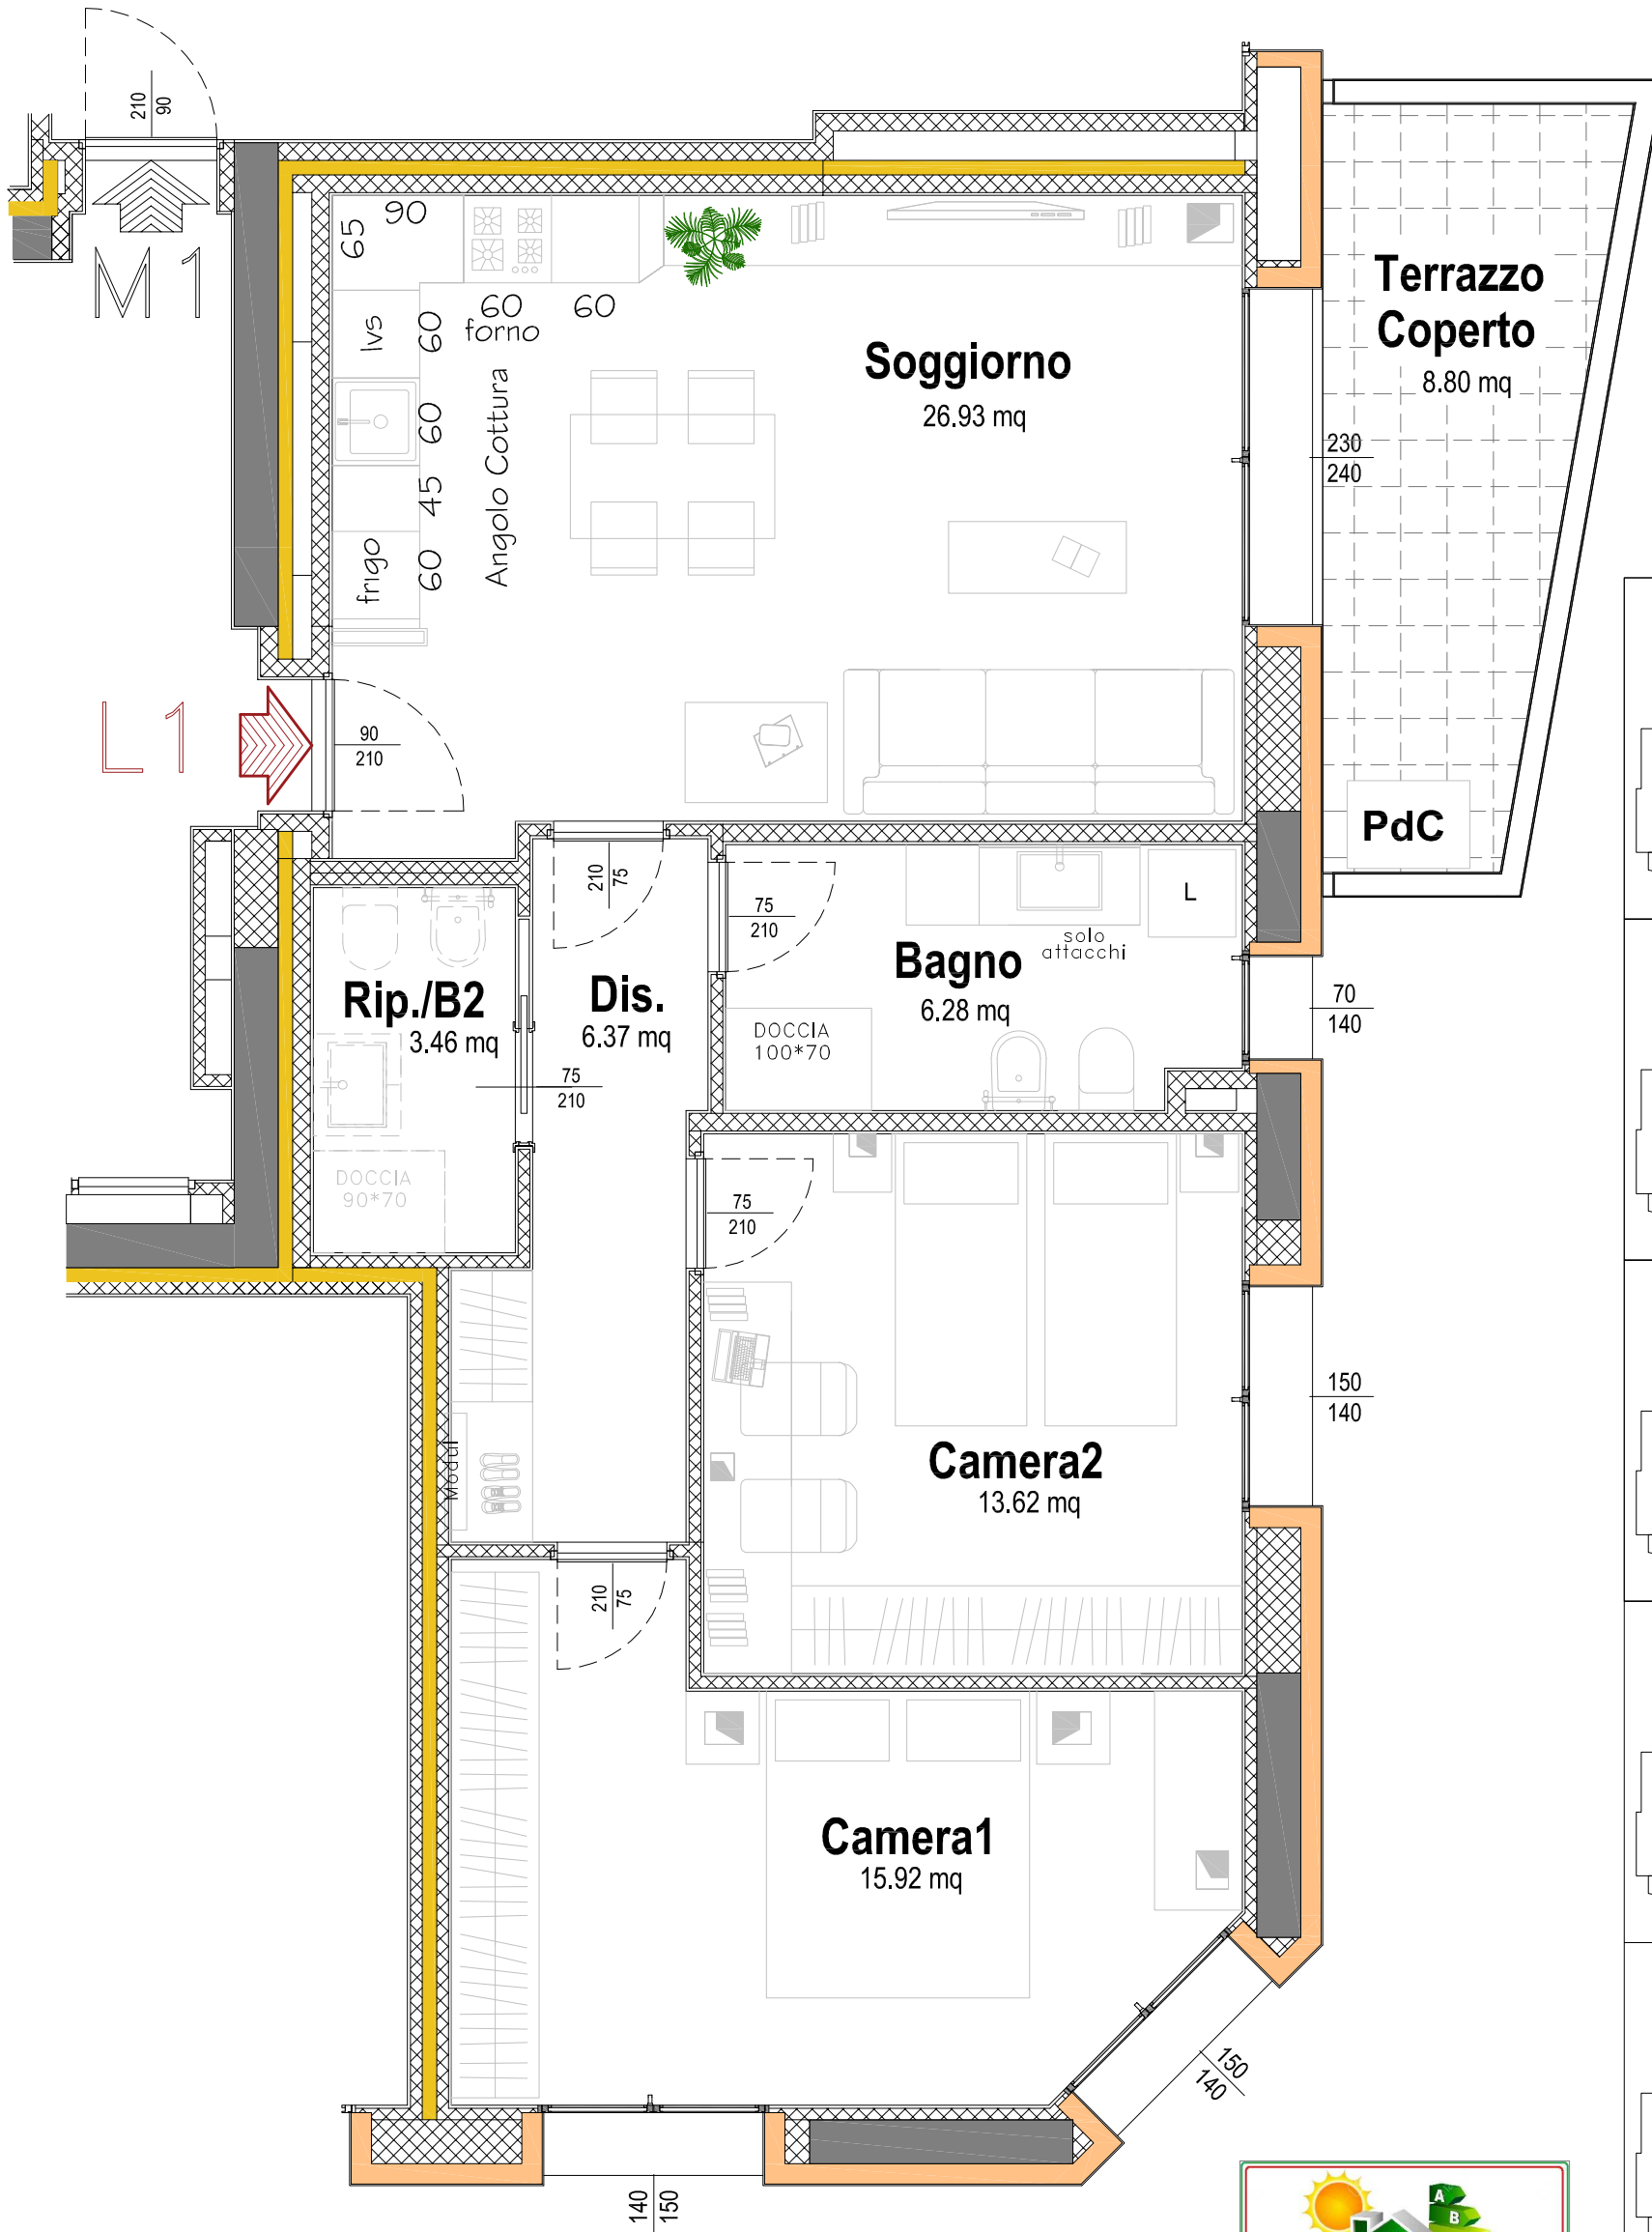 210
90
M 1
90
65
60
forno
60
lvs
60
60
45
60
frigo
Angolo Cottura
Soggiorno
26.93 mq
Terrazzo
Coperto
8.80 mq
230
240
L 1
90
210
PdC
210
75
75
210
L
solo
attacchi
Bagno
6.28 mq
DOCCIA
100*70
70
140
Rip./B2
3.46 mq
Dis.
6.37 mq
75
210
DOCCIA
90*70
75
210
150
140
Camera2
13.62 mq
Modul
210
75
Camera1
15.92 mq
150
140
140
150
A
B